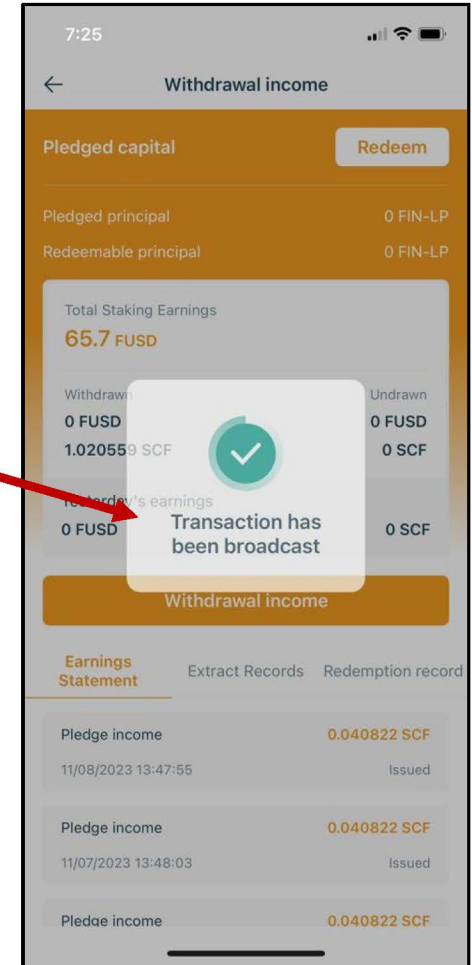 7:25
Withdrawal income
Pledged capital
Redeem
Pledged principal 0 FIN-LP
Redeemable principal 0 FIN-LP
Total Staking Earnings
65.7 FUSD
Withdrawn Undrawn
0 FUSD 0 FUSD
1.020559 SCF 0 SCF
Yesterday's earnings
0 FUSD 0 SCF
Transaction has
been broadcast
Withdrawal income
Earnings
Statement
Extract Records
Redemption record
Pledge income 0.040822 SCF
11/08/2023 13:47:55 Issued
Pledge income 0.040822 SCF
11/07/2023 13:48:03 Issued
Pledge income 0.040822 SCF